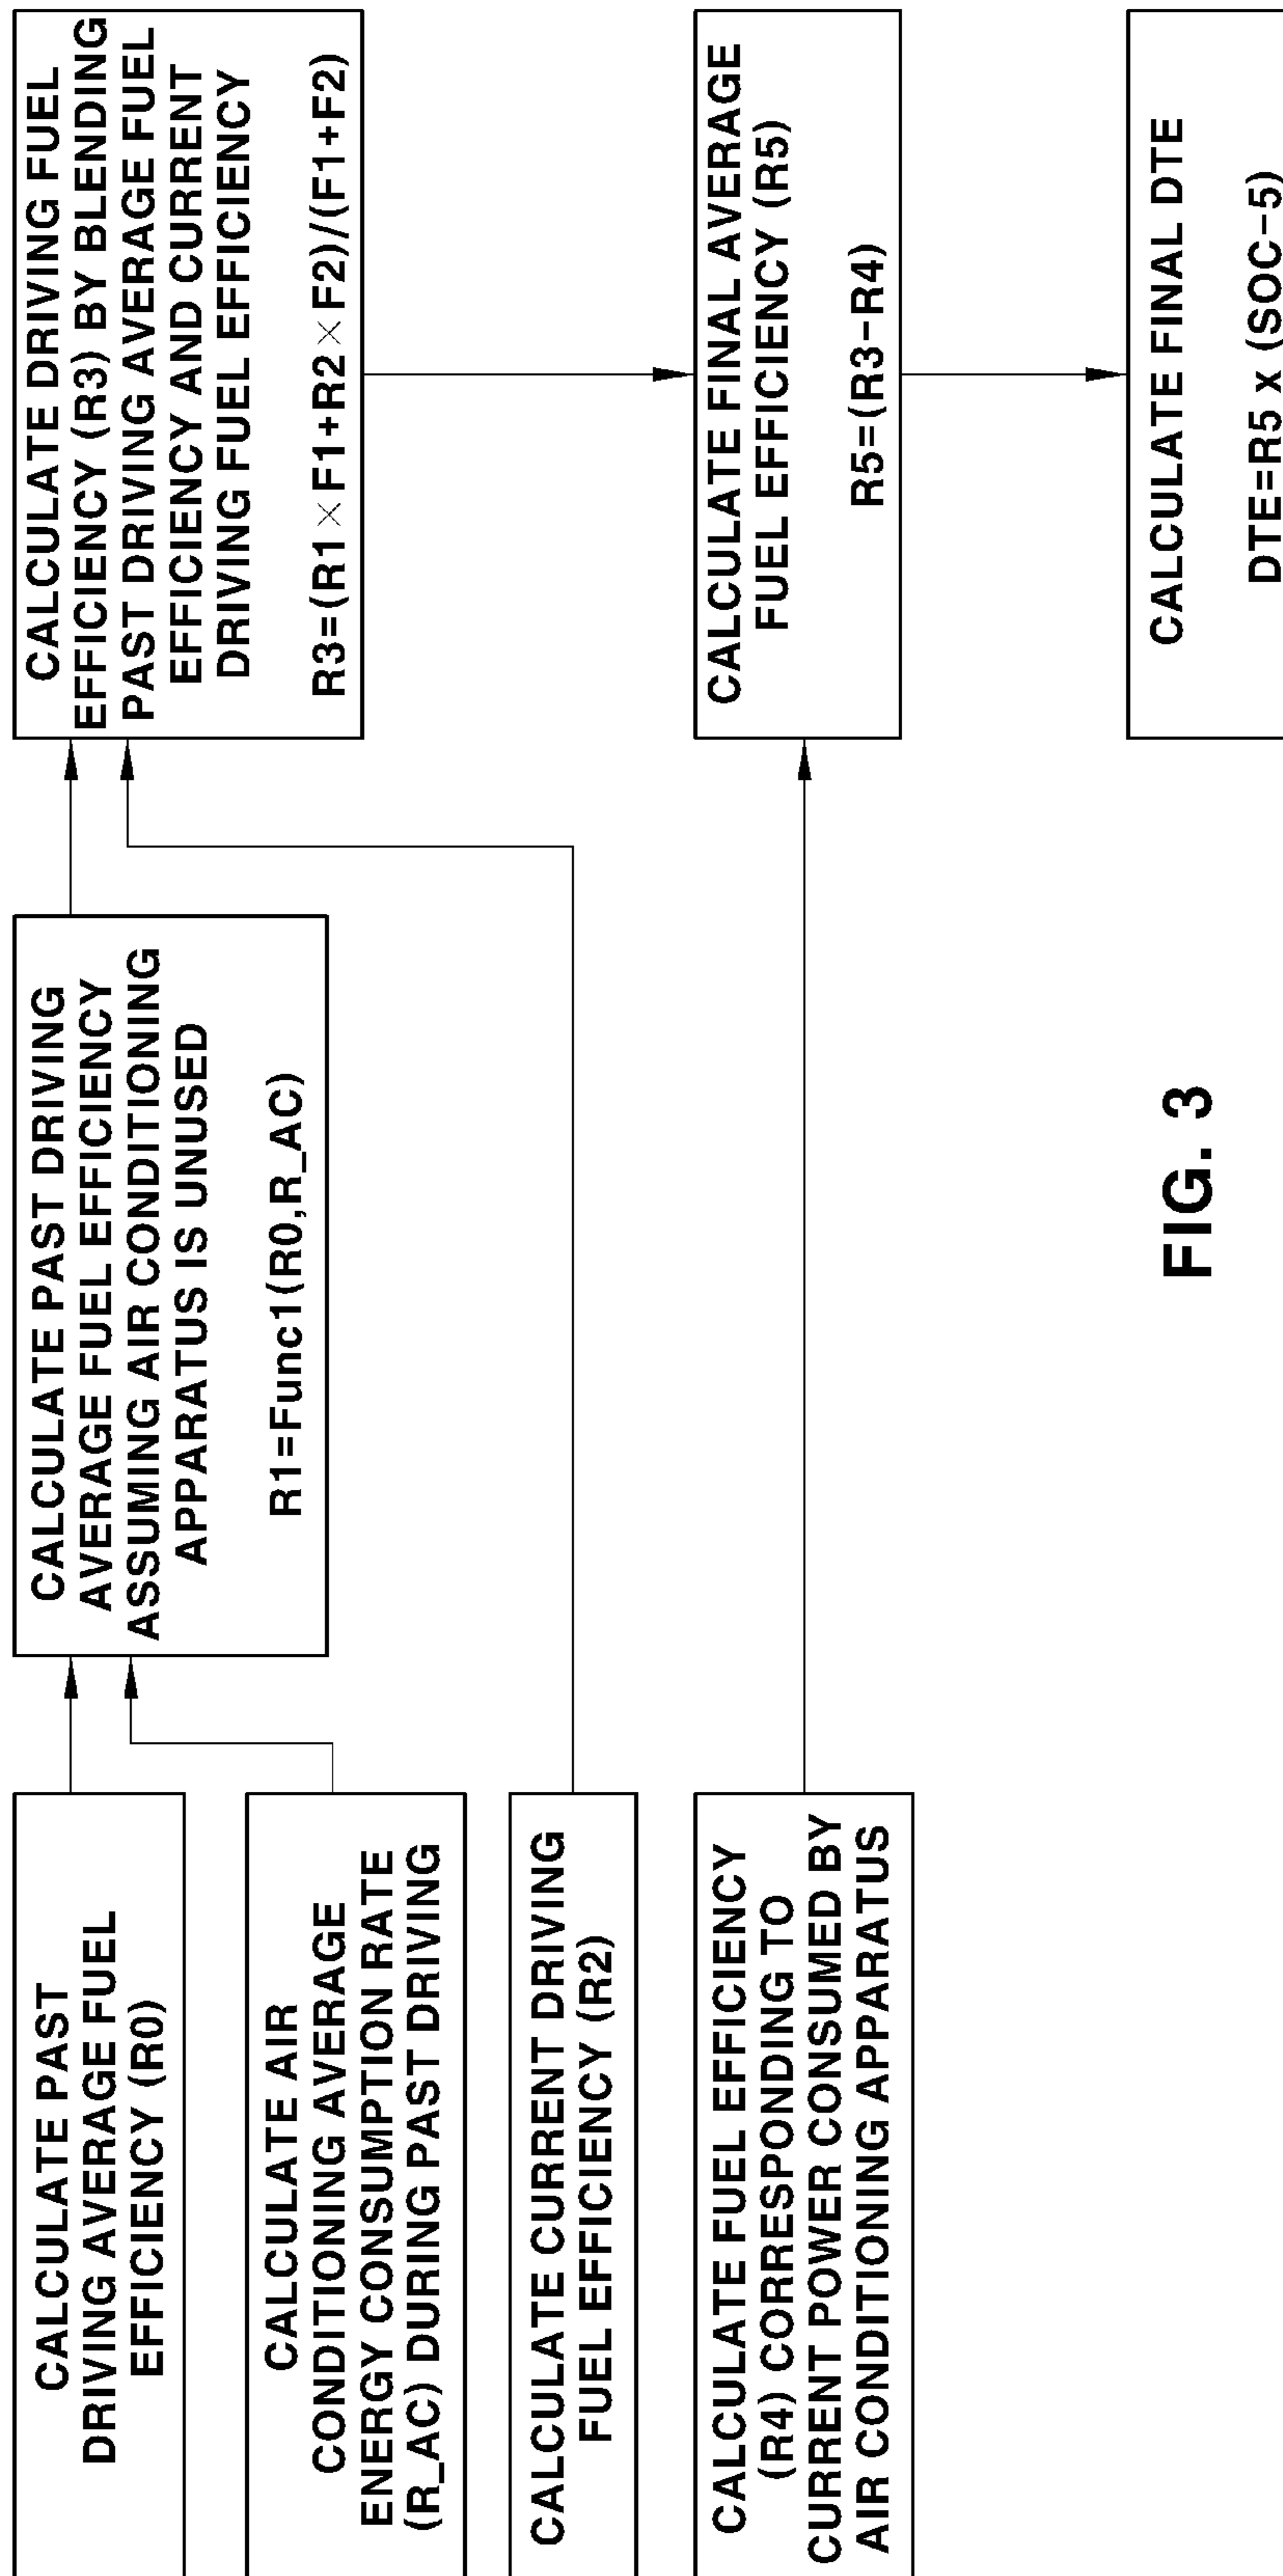 CALCULATE PAST
DRIVING AVERAGE FUEL
EFFICIENCY (R0)
CALCULATE AIR
CONDITIONING AVERAGE
ENERGY CONSUMPTION RATE
(R_AC) DURING PAST DRIVING
CALCULATE CURRENT DRIVING
FUEL EFFICIENCY (R2)
CALCULATE FUEL EFFICIENCY
(R4) CORRESPONDING TO
CURRENT POWER CONSUMED BY
AIR CONDITIONING APPARATUS
CALCULATE PAST DRIVING
AVERAGE FUEL EFFICIENCY
ASSUMING AIR CONDITIONING
APPARATUS IS UNUSED
R1=Func1(R0,R_AC)
CALCULATE DRIVING FUEL
EFFICIENCY (R3) BY BLENDING
PAST DRIVING AVERAGE FUEL
EFFICIENCY AND CURRENT
DRIVING FUEL EFFICIENCY
R3=(R1×F1+R2×F2)/(F1+F2)
CALCULATE FINAL AVERAGE
FUEL EFFICIENCY (R5)
R5=(R3-R4)
CALCULATE FINAL DTE
DTE=R5 x (SOC-5)
FIG. 3